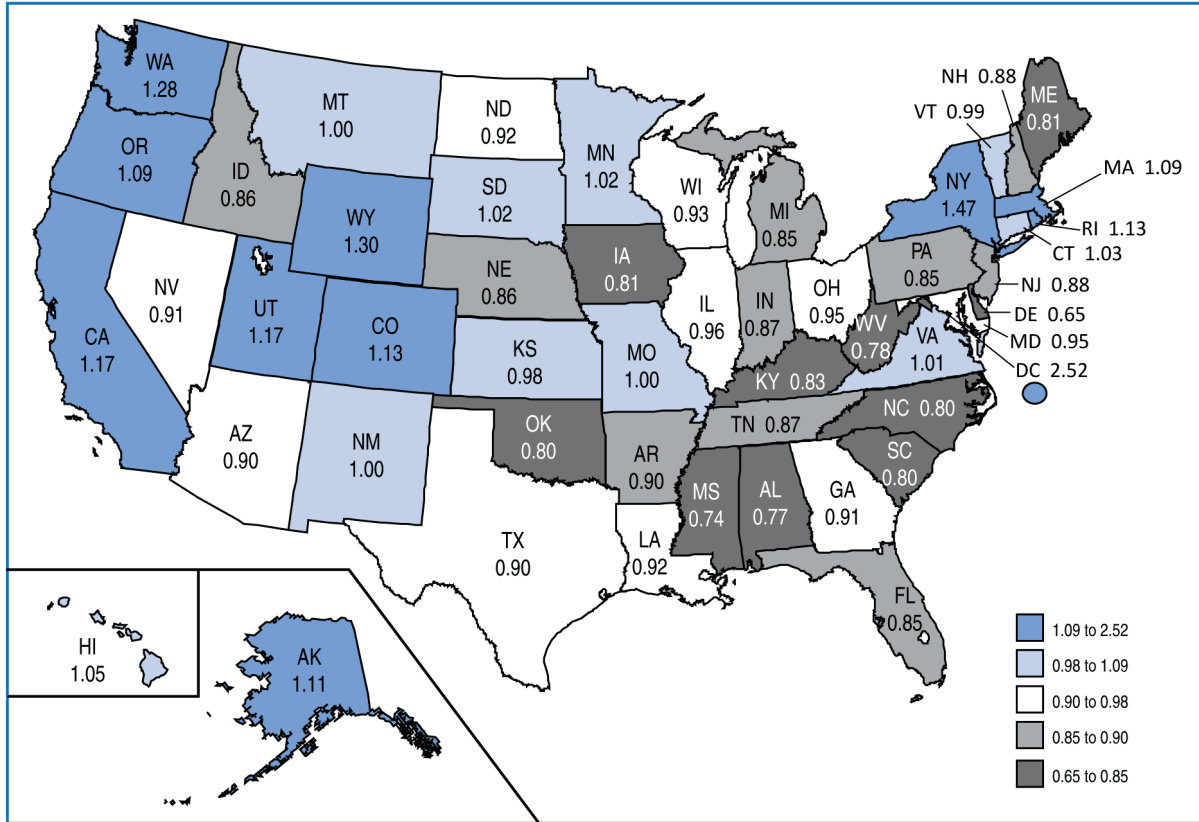 WA
1.28
OR
1.09
CA
1.17
ID
0.86
NV
0.91
MT
1.00
WY
1.30
UT
1.17
CO
1.13
AZ
0.90
NM
1.00
ND
0.92
SD
1.02
NE
0.86
KS
0.98
OK
0.80
TX
0.90
MN
1.02
IA
0.81
MO
1.00
AR
0.90
LA
0.92
WI
0.93
IL
0.96
MI
0.85
IN
0.87
OH
0.95
KY 0.83
TN 0.87
MS
0.74
AL
0.77
GA
0.91
FL
0.85
SC
0.80
NC 0.80
VA
1.01
WV
0.78
PA
0.85
NY
1.47
VT 0.99
NH 0.88
ME
0.81
MA 1.09
RI 1.13
CT 1.03
NJ 0.88
DE 0.65
MD 0.95
DC 2.52
HI
1.05
AK
1.11
1.09 to 2.52
0.98 to 1.09
0.90 to 0.98
0.85 to 0.90
0.65 to 0.85